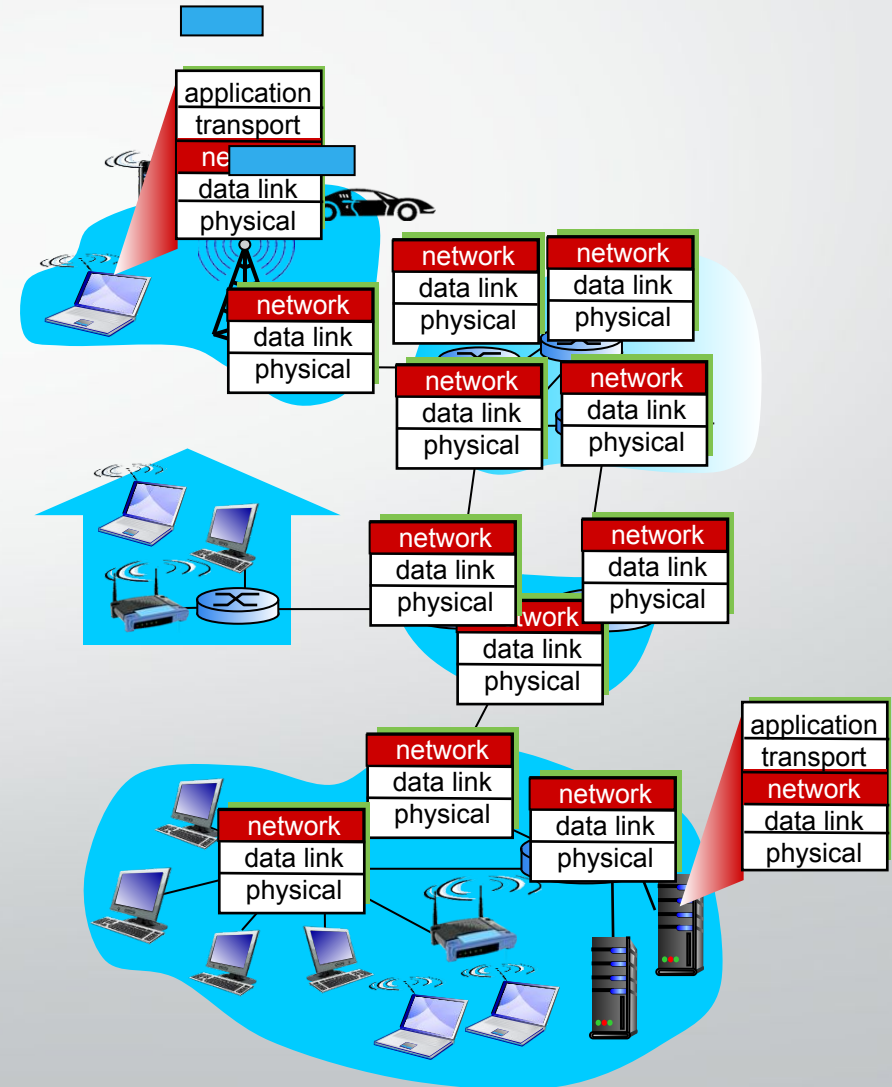 application
transport
ne
data link
physical
network
data link
physical
network
data link
physical
network
data link
physical
network
data link
physical
network
data link
physical
network
data link
physical
network
data link
physical
twork
data link
physical
application
transport
network
data link
physical
network
data link
physical
network
data link
physical
network
data link
physical